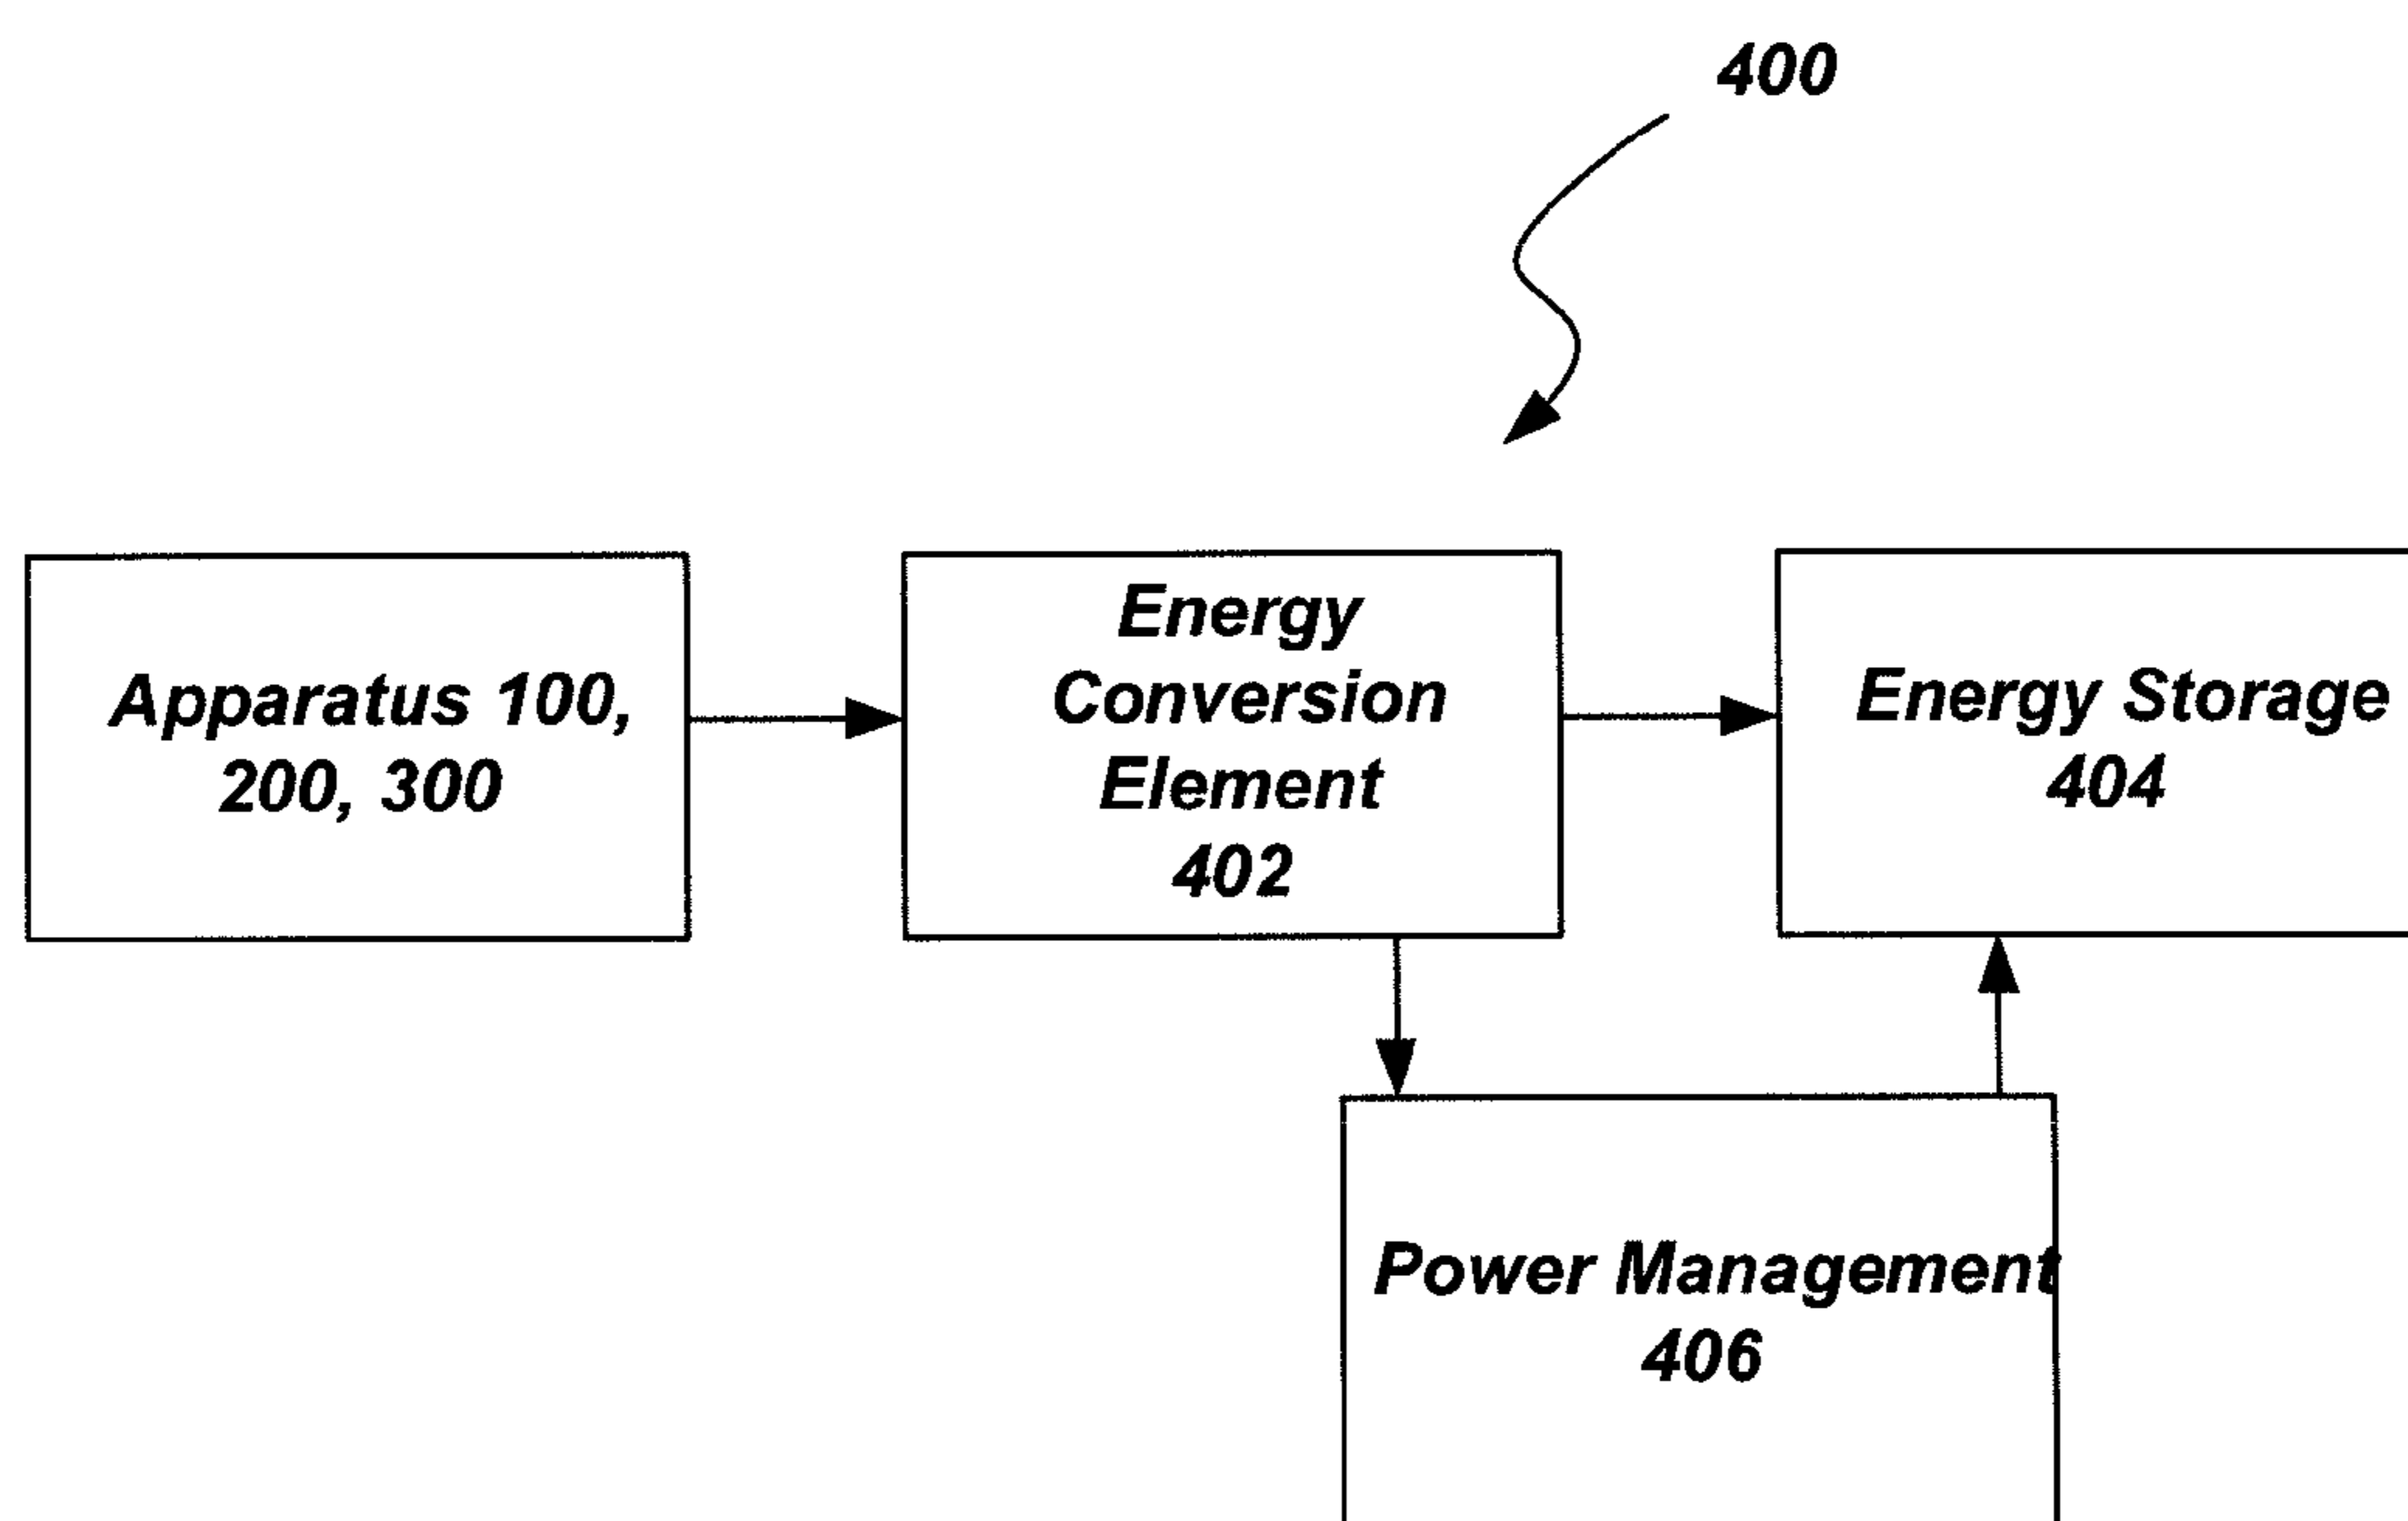 400
Apparatus 100,
200, 300
Energy
Conversion
Element
402
Energy Storage
404
Power Management
406